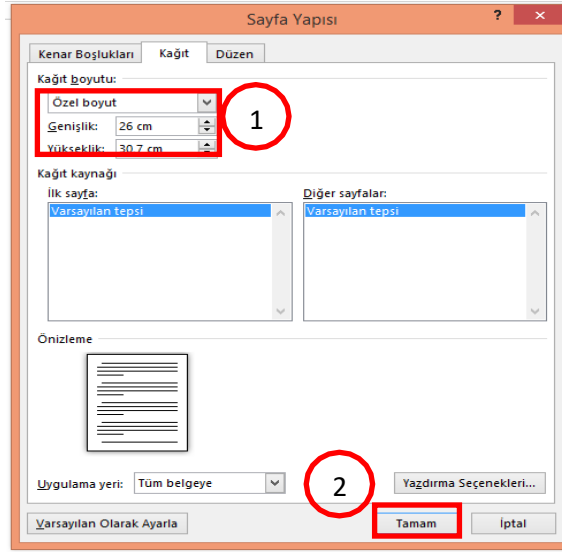 Sayfa Yapısı ?
Kenar Boşlukları Kağıt Düzen
Kağıt boyutu:
Özel boyut
Genişlik: 26 cm
1
Yükseklik: 30,7 cm
Kağıt kaynağı
İlk sayfa: Diğer sayfalar:
Varsayılan tepsi Varsayılan tepsi
Önizleme
Uygulama yeri: Tüm belgeye
2
Yazdırma Seçenekleri...
Varsayılan Olarak Ayarla Tamam İptal